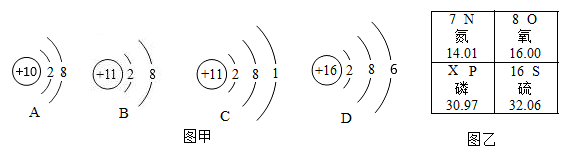 +10 2 8
A
+11 2 8
B
+11 2 8 1
C
+16 2 8 6
D
图甲
7 N 8 O
氮 氧
14.01 16.00
X P 16 S
磷 硫
30.97 32.06
图乙